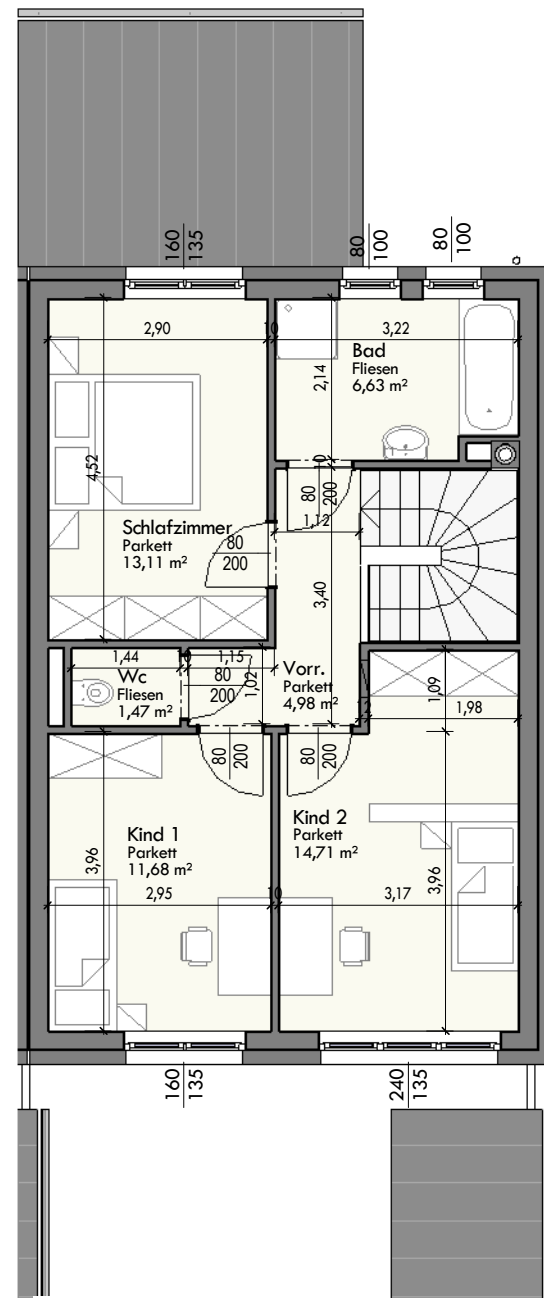 160
135
80
100
80
100
2,90
10
3,22
Bad
Fliesen
6,63 m²
2,14
4,52
10
80
200
1,12
Schlafzimmer
Parkett
13,11 m²
80
200
3,40
1,44
1,15
Wc
Fliesen
1,47 m²
80
200
1,02
Vorr.
Parkett
4,98 m²
1,09
12
1,98
80
200
80
200
Kind 1
Parkett
11,68 m²
Kind 2
Parkett
14,71 m²
3,96
3,96
2,95
10
3,17
160
135
240
135